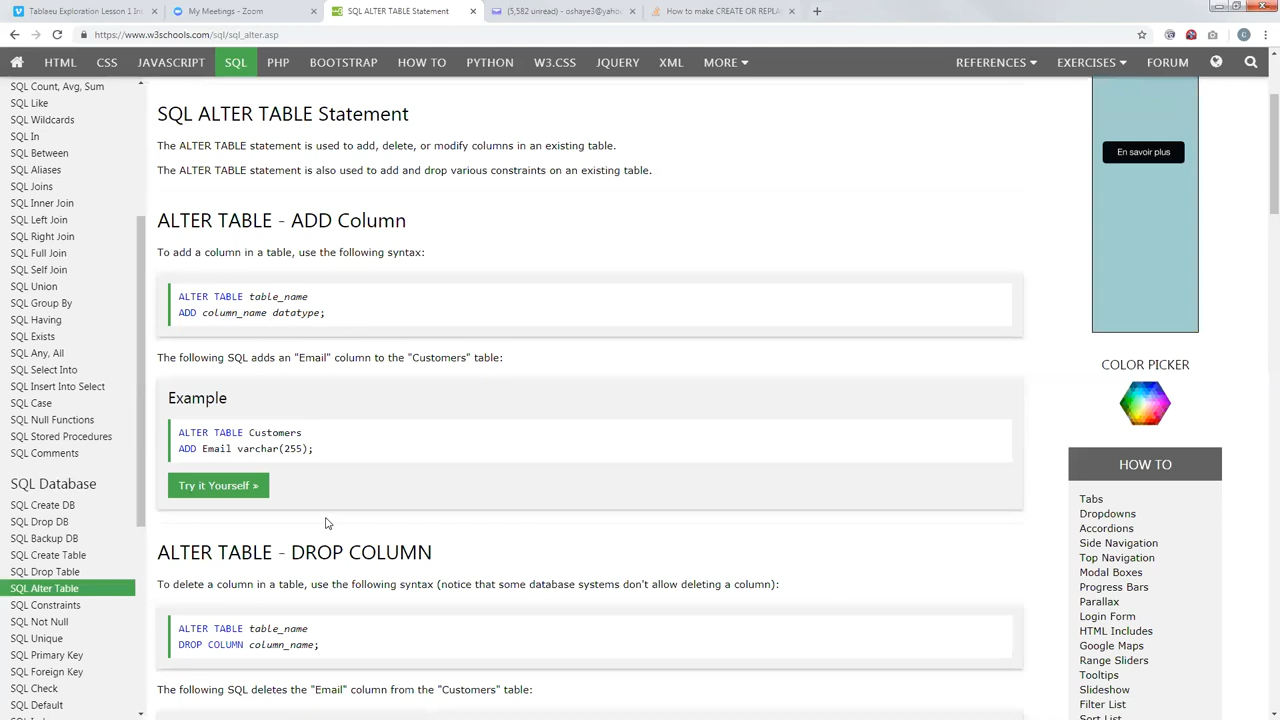 Tablaeu Exploration Lesson 1 In
My Meetings - Zoom
SQL ALTER TABLE Statement
(5,582 unread) - oshaye3@yaho
How to make CREATE OR REPLA
https://www.w3schools.com/sql/sql_alter.asp
HTML CSS JAVASCRIPT SQL PHP BOOTSTRAP HOW TO PYTHON W3.CSS JQUERY XML MORE REFERENCES EXERCISES FORUM
SQL Count, Avg, Sum
SQL Like
SQL Wildcards
SQL In
SQL Between
SQL Aliases
SQL Joins
SQL Inner Join
SQL Left Join
SQL Right Join
SQL Full Join
SQL Self Join
SQL Union
SQL Group By
SQL Having
SQL Exists
SQL Any, All
SQL Select Into
SQL Insert Into Select
SQL Case
SQL Null Functions
SQL Stored Procedures
SQL Comments
SQL Database
SQL Create DB
SQL Drop DB
SQL Backup DB
SQL Create Table
SQL Drop Table
SQL Alter Table
SQL Constraints
SQL Not Null
SQL Unique
SQL Primary Key
SQL Foreign Key
SQL Check
SQL Default
SQL ALTER TABLE Statement
The ALTER TABLE statement is used to add, delete, or modify columns in an existing table.
The ALTER TABLE statement is also used to add and drop various constraints on an existing table.
ALTER TABLE - ADD Column
To add a column in a table, use the following syntax:
ALTER TABLE table_name
ADD column_name datatype;
The following SQL adds an "Email" column to the "Customers" table:
Example
ALTER TABLE Customers
ADD Email varchar(255);
Try it Yourself »
ALTER TABLE - DROP COLUMN
To delete a column in a table, use the following syntax (notice that some database systems don't allow deleting a column):
ALTER TABLE table_name
DROP COLUMN column_name;
The following SQL deletes the "Email" column from the "Customers" table:
En savoir plus
COLOR PICKER
HOW TO
Tabs
Dropdowns
Accordions
Side Navigation
Top Navigation
Modal Boxes
Progress Bars
Parallax
Login Form
HTML Includes
Google Maps
Range Sliders
Tooltips
Slideshow
Filter List
Sort List